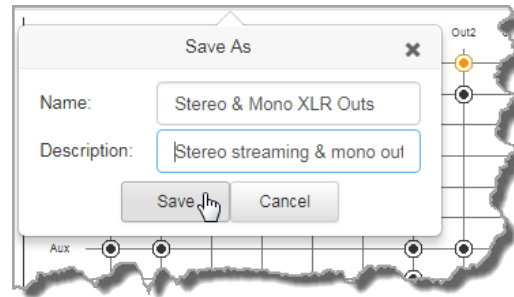 Out2
Save As
Name:
Stereo & Mono XLR Outs
Description:
Stereo streaming & mono out
Save
Cancel
Aux